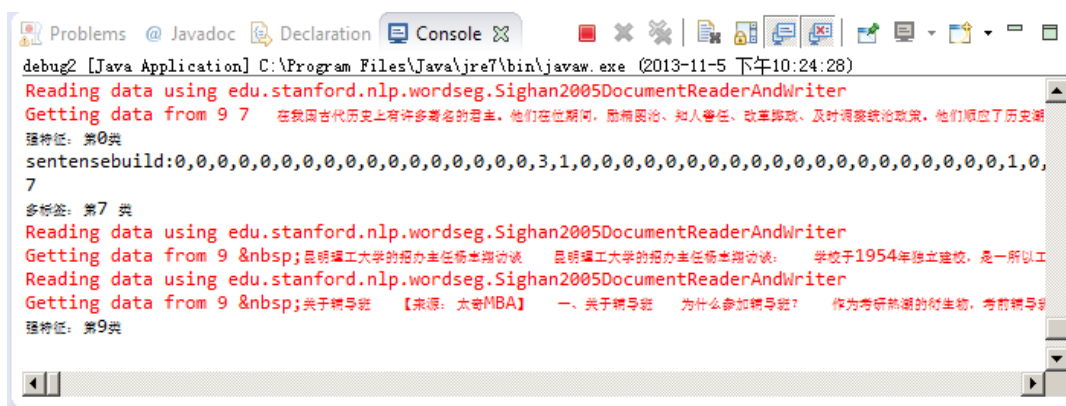 Problems @ Javadoc Declaration Console
debug2 [Java Application] C:\Program Files\Java\jre7\bin\javaw.exe (2013-11-5 下午10:24:28)
Reading data using edu.stanford.nlp.wordseg.Sighan2005DocumentReaderAndWriter
Getting data from 9 7 在我国古代历史上有许多著名的君主。他们在位期间，励精图治、知人善任、改革弊政、及时调整统治政策。他们顺应了历史潮
强特征: 第0类
sentensebuild:0,0,0,0,0,0,0,0,0,0,0,0,0,0,0,0,0,3,1,0,0,0,0,0,0,0,0,0,0,0,0,0,0,0,0,0,0,0,0,1,0,
7
多标签: 第7 类
Reading data using edu.stanford.nlp.wordseg.Sighan2005DocumentReaderAndWriter
Getting data from 9 &nbsp;昆明理工大学的招办主任杨志翔访谈 昆明理工大学的招办主任杨志翔访谈: 学校于1954年独立建校，是一所以工
Reading data using edu.stanford.nlp.wordseg.Sighan2005DocumentReaderAndWriter
Getting data from 9 &nbsp;关于辅导班 【来源: 太奇MBA】 一、关于辅导班 为什么参加辅导班? 作为考研热潮的衍生物，考前辅导
强特征: 第9类